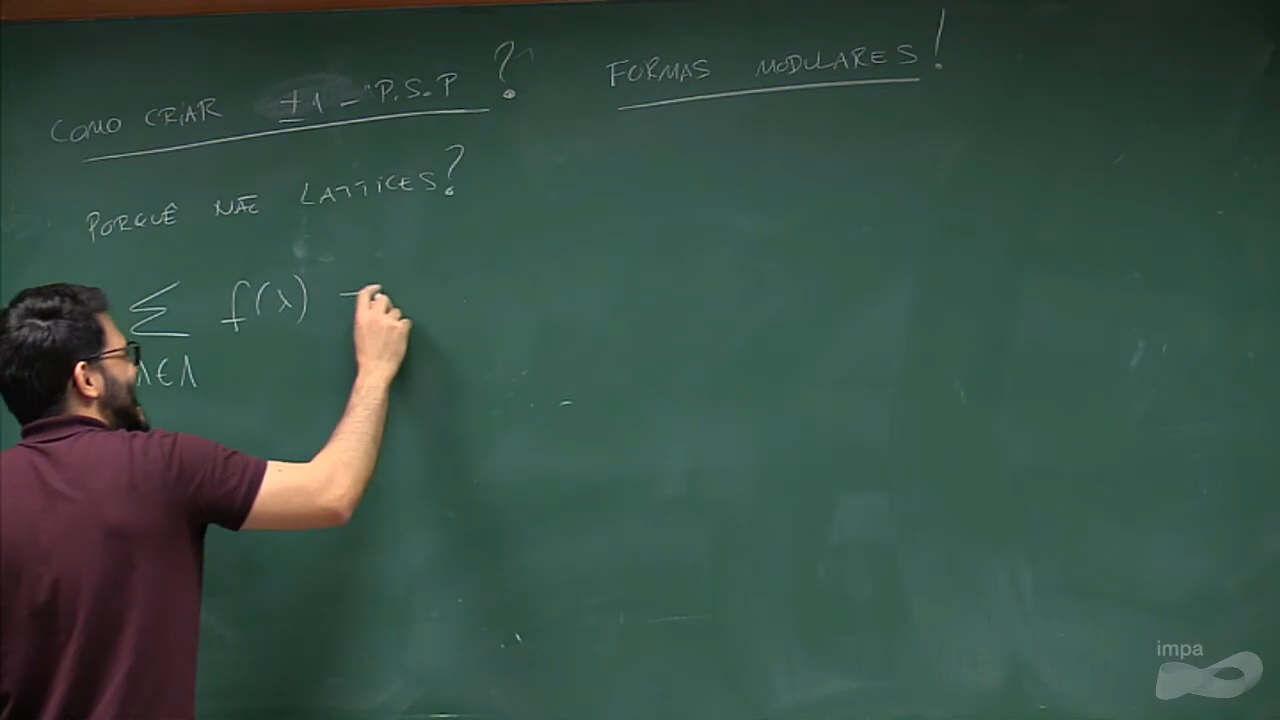 COMO CRIAR ±1 - "P.S.P ?
FORMAS MODULARES!
PORQUÊ NÃO LATTICES?
∑ f(λ) =
λ∈Λ
impa